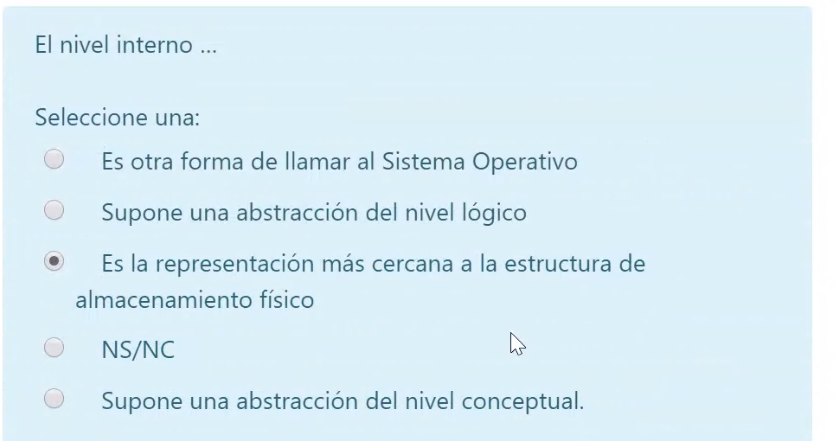 El nivel interno ...
Seleccione una:
Es otra forma de llamar al Sistema Operativo
Supone una abstracción del nivel lógico
Es la representación más cercana a la estructura de
almacenamiento físico
NS/NC
Supone una abstracción del nivel conceptual.